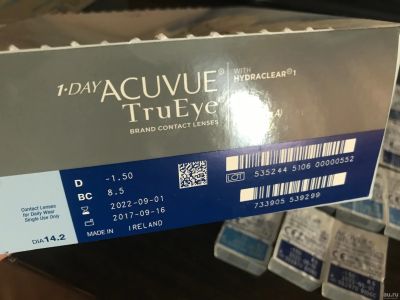 1·DAY ACUVUE®
TruEye®
BRAND CONTACT LENSES
WITH
HYDRACLEAR® 1
A)
Contact Lenses
for Daily Wear
Single Use Only
DIA 14.2
D -1.50
BC 8.5
2022-09-01
2017-09-16
MADE IN IRELAND
LOT
535244 5106 00000552
733905 539299